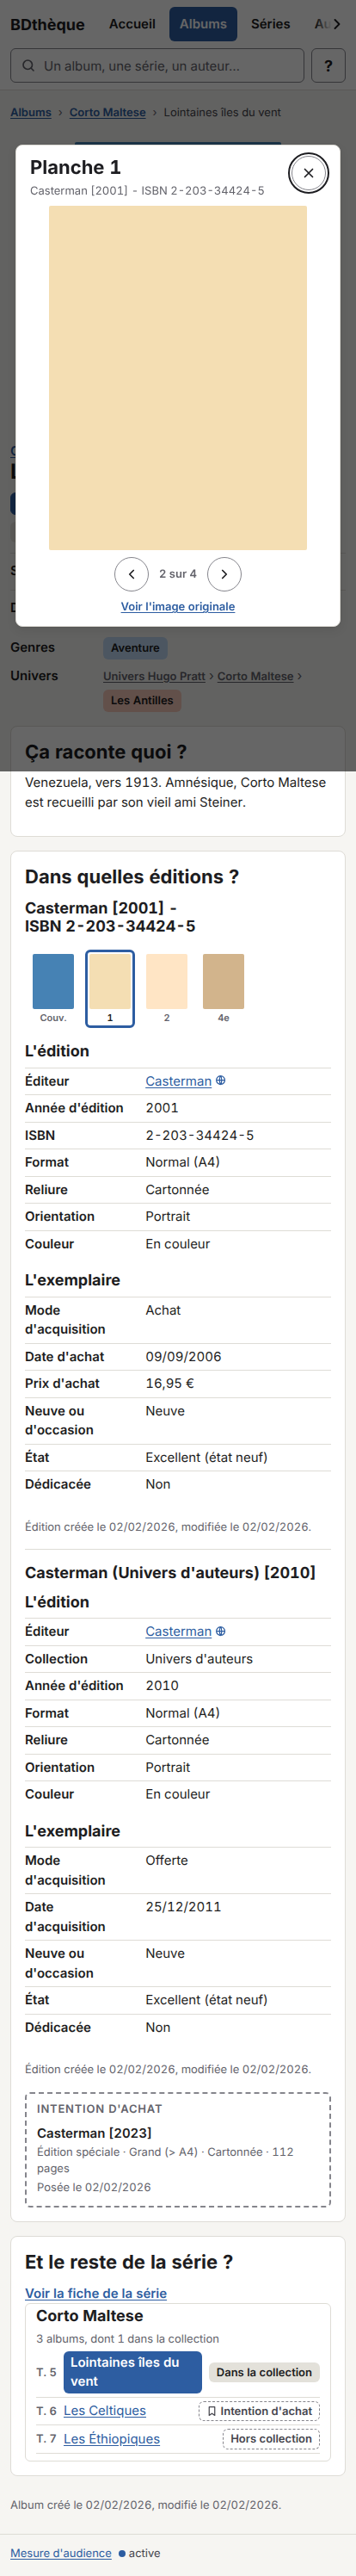 BDthèque Accueil Albums Séries Au
Un album, une série, un auteur... ?
Albums › Corto Maltese › Lointaines îles du vent
Planche 1
Casterman [2001] - ISBN 2-203-34424-5
2 sur 4
Voir l'image originale
Genres Aventure
Univers Univers Hugo Pratt › Corto Maltese ›
Les Antilles
Ça raconte quoi ?
Venezuela, vers 1913. Amnésique, Corto Maltese
est recueilli par son vieil ami Steiner.
Dans quelles éditions ?
Casterman [2001] -
ISBN 2-203-34424-5
Couv. 1 2 4e
L'édition
Éditeur Casterman
Année d'édition 2001
ISBN 2-203-34424-5
Format Normal (A4)
Reliure Cartonnée
Orientation Portrait
Couleur En couleur
L'exemplaire
Mode Achat
d'acquisition
Date d'achat 09/09/2006
Prix d'achat 16,95 €
Neuve ou Neuve
d'occasion
État Excellent (état neuf)
Dédicacée Non
Édition créée le 02/02/2026, modifiée le 02/02/2026.
Casterman (Univers d'auteurs) [2010]
L'édition
Éditeur Casterman
Collection Univers d'auteurs
Année d'édition 2010
Format Normal (A4)
Reliure Cartonnée
Orientation Portrait
Couleur En couleur
L'exemplaire
Mode Offerte
d'acquisition
Date 25/12/2011
d'acquisition
Neuve ou Neuve
d'occasion
État Excellent (état neuf)
Dédicacée Non
Édition créée le 02/02/2026, modifiée le 02/02/2026.
INTENTION D'ACHAT
Casterman [2023]
Édition spéciale · Grand (> A4) · Cartonnée · 112
pages
Posée le 02/02/2026
Et le reste de la série ?
Voir la fiche de la série
Corto Maltese
3 albums, dont 1 dans la collection
T. 5 Lointaines îles du vent Dans la collection
T. 6 Les Celtiques Intention d'achat
T. 7 Les Éthiopiques Hors collection
Album créé le 02/02/2026, modifié le 02/02/2026.
Mesure d'audience active